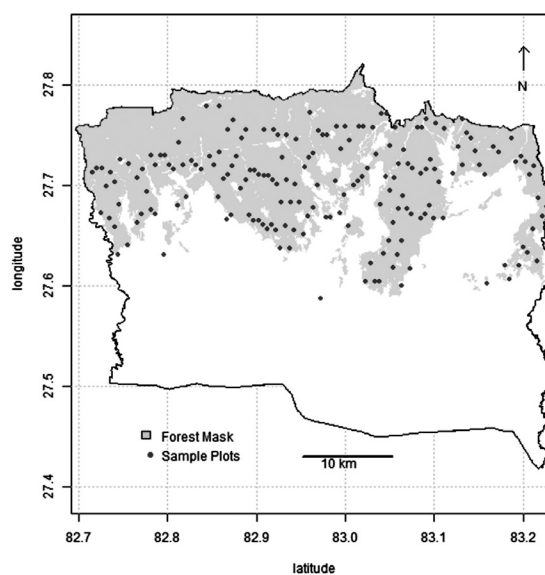 N
27.8
27.7
27.6
27.5
27.4
longitude
Forest Mask
Sample Plots
10 km
82.7 82.8 82.9 83.0 83.1 83.2
latitude